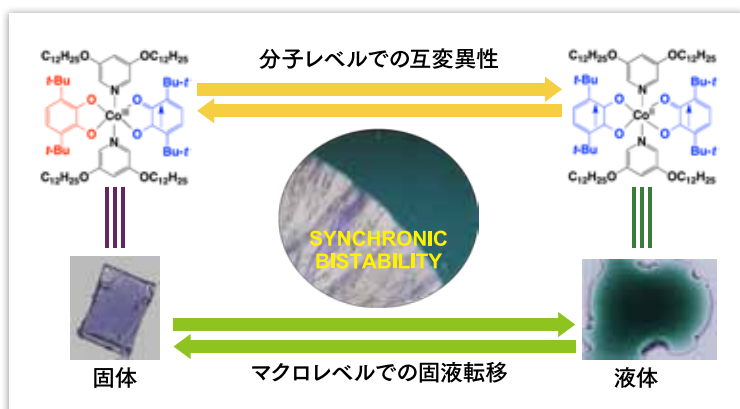 分子レベルでの互変異性
C12H25O OC12H25
t-Bu Bu-t
N
O O
Co
O O
N
t-Bu Bu-t
C12H25O OC12H25
C12H25O OC12H25
t-Bu Bu-t
N
O O
Co
O O
N
t-Bu Bu-t
C12H25O OC12H25
SYNCHRONIC
BISTABILITY
マクロレベルでの固液転移
固体
液体